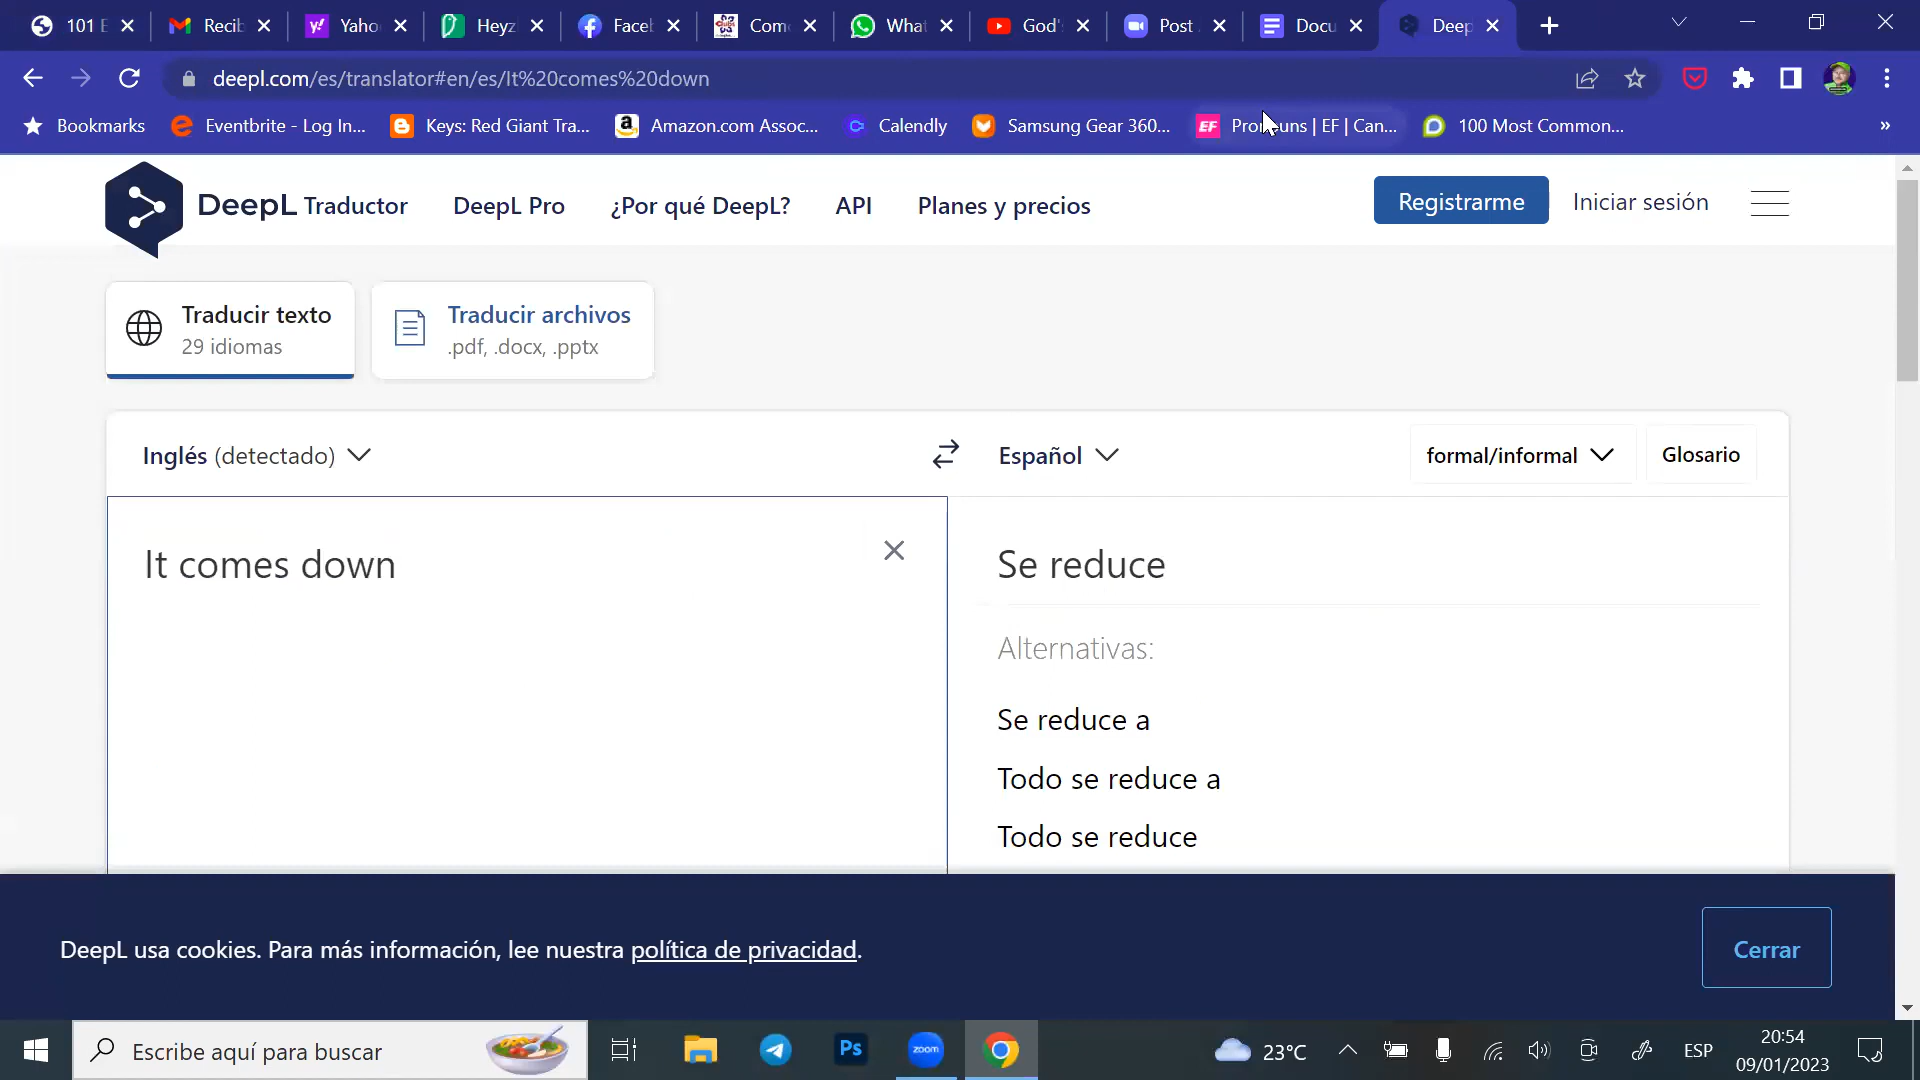 101 E
Recib
Yaho
Heyz
Faceb
Com
What
God'
Post
Docu
Deep
deepl.com/es/translator#en/es/It%20comes%20down
Bookmarks
Eventbrite - Log In...
Keys: Red Giant Tra...
Amazon.com Assoc...
Calendly
Samsung Gear 360...
EF
Pronouns | EF | Can...
100 Most Common...
DeepL Traductor
DeepL Pro
¿Por qué DeepL?
API
Planes y precios
Registrarme
Iniciar sesión
Traducir texto
29 idiomas
Traducir archivos
.pdf, .docx, .pptx
Inglés (detectado)
Español
formal/informal
Glosario
It comes down
Se reduce
Alternativas:
Se reduce a
Todo se reduce a
Todo se reduce
DeepL usa cookies. Para más información, lee nuestra política de privacidad.
Cerrar
Escribe aquí para buscar
Ps
zoom
23°C
ESP
20:54
09/01/2023